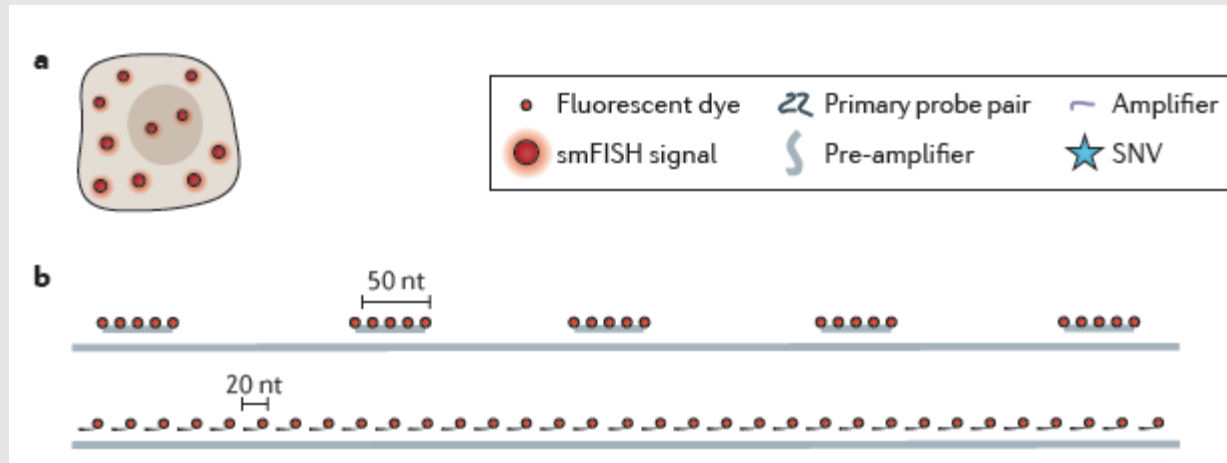 a
Fluorescent dye Primary probe pair Amplifier
smFISH signal Pre-amplifier SNV
b
50 nt
20 nt